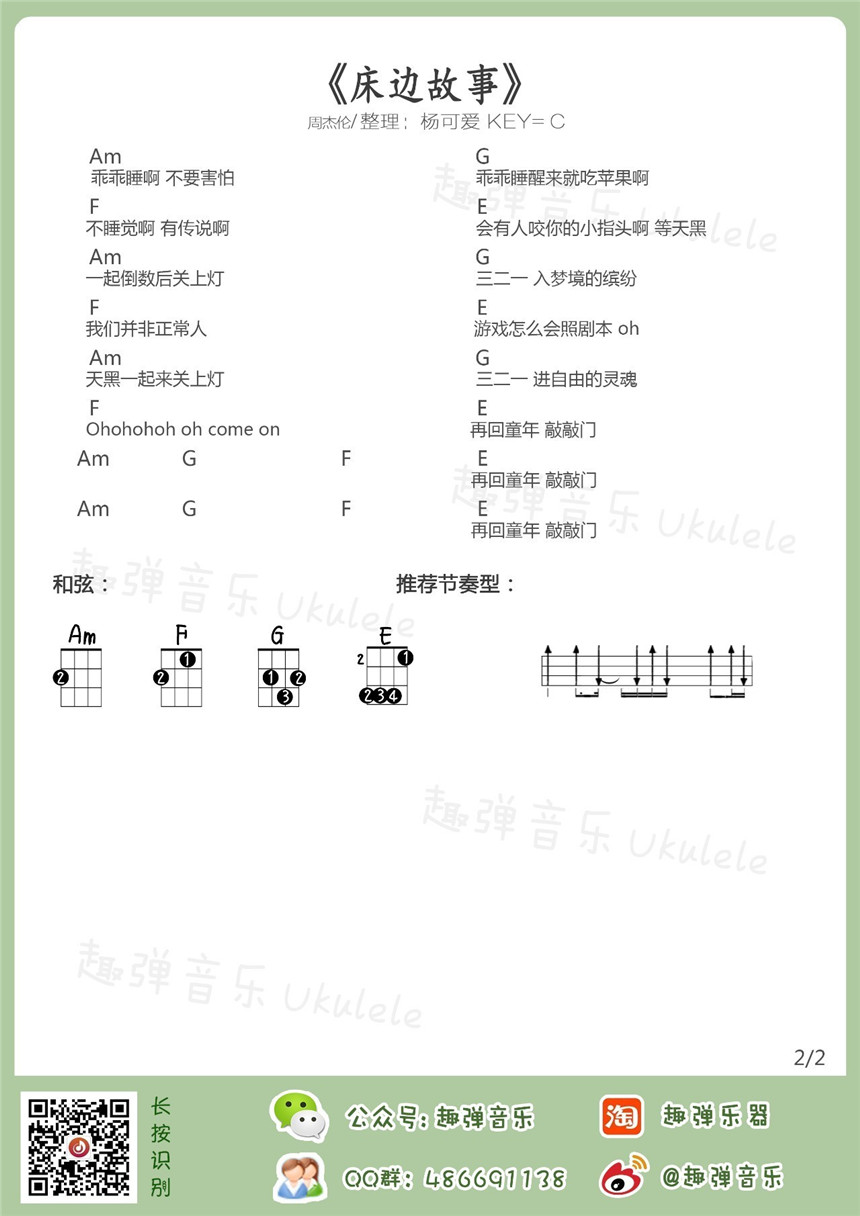 《床边故事》
周杰伦/整理：杨可爱 KEY=C
Am G
乖乖睡啊 不要害怕 乖乖睡醒来就吃苹果啊
F E
不睡觉啊 有传说啊 会有人咬你的小指头啊 等天黑
Am G
一起倒数后关上灯 三二一 入梦境的缤纷
F E
我们并非正常人 游戏怎么会照剧本 oh
Am G
天黑一起来关上灯 三二一 进自由的灵魂
F E
Ohohohoh oh come on 再回童年 敲敲门
Am G F E
再回童年 敲敲门
Am G F E
再回童年 敲敲门
和弦： 推荐节奏型：
Am F G E
2 1 2 1 2 3 2 1 2 3 4
趣弹音乐 Ukulele
趣弹音乐 Ukulele
趣弹音乐 Ukulele
趣弹音乐 Ukulele
趣弹音乐 Ukulele
2/2
长按识别
公众号：趣弹音乐 淘 趣弹乐器
QQ群：486691138 @趣弹音乐